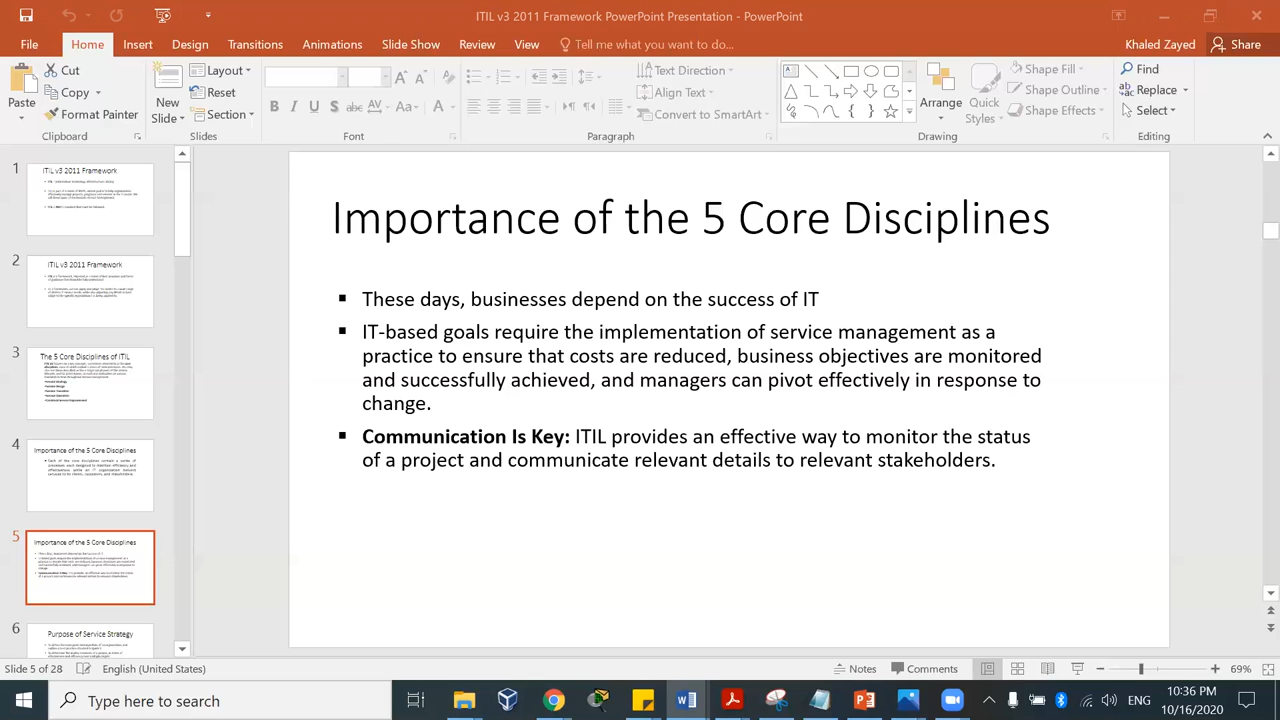 ITIL v3 2011 Framework PowerPoint Presentation - PowerPoint
File Home Insert Design Transitions Animations Slide Show Review View Tell me what you want to do... Khaled Zayed Share
Paste
Cut
Copy
Format Painter
Clipboard
New
Slide
Layout
Reset
Section
Slides
B I U S abc AV Aa A
Font
Text Direction
Align Text
Convert to SmartArt
Paragraph
Arrange
Quick
Styles
Shape Fill
Shape Outline
Shape Effects
Drawing
Find
Replace
Select
Editing
1
ITIL v3 2011 Framework
2
ITIL v3 2011 Framework
3
The 5 Core Disciplines of ITIL
4
Importance of the 5 Core Disciplines
5
Importance of the 5 Core Disciplines
6
Purpose of Service Strategy
Importance of the 5 Core Disciplines
These days, businesses depend on the success of IT
IT-based goals require the implementation of service management as a
practice to ensure that costs are reduced, business objectives are monitored
and successfully achieved, and managers can pivot effectively in response to
change.
Communication Is Key: ITIL provides an effective way to monitor the status
of a project and communicate relevant details to relevant stakeholders.
Slide 5 of 28 English (United States) Notes Comments 69%
Type here to search
ENG
10:36 PM
10/16/2020